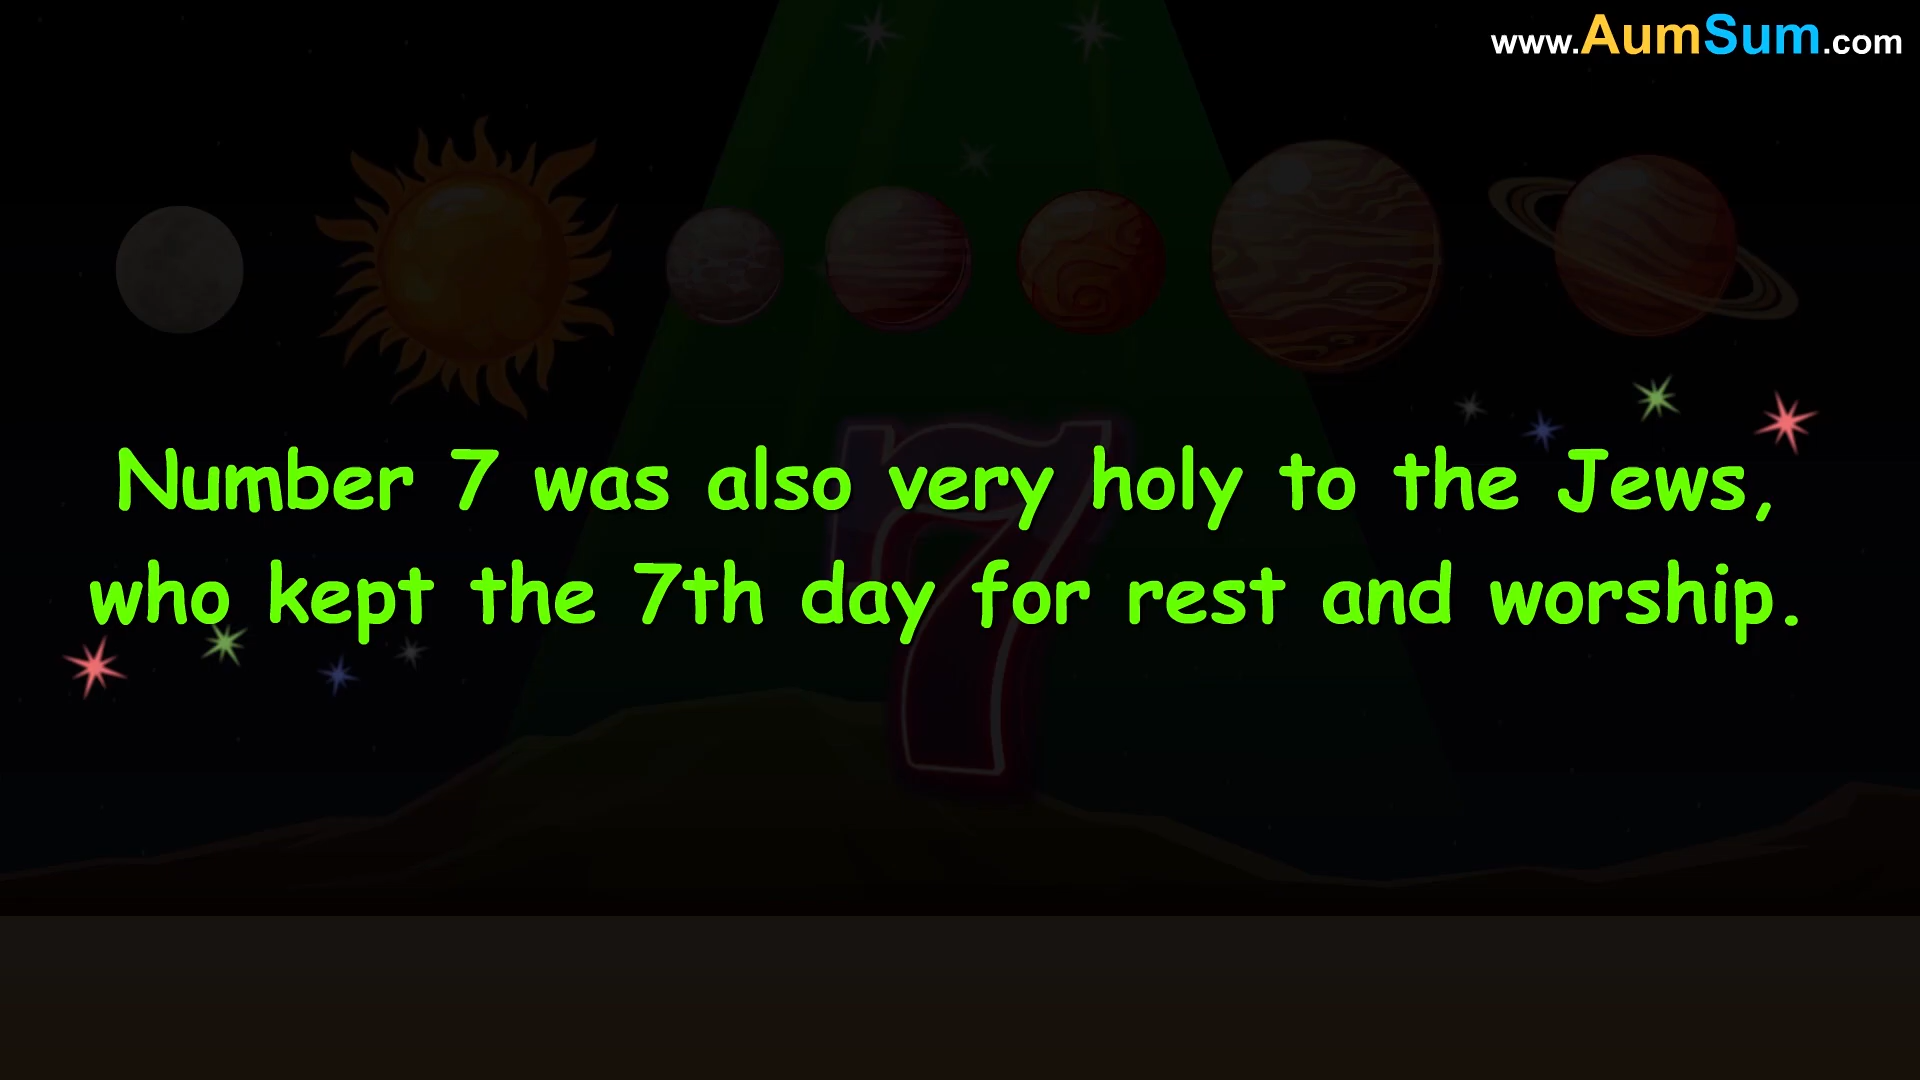 www.AumSum.com
Number 7 was also very holy to the Jews,
who kept the 7th day for rest and worship.
7